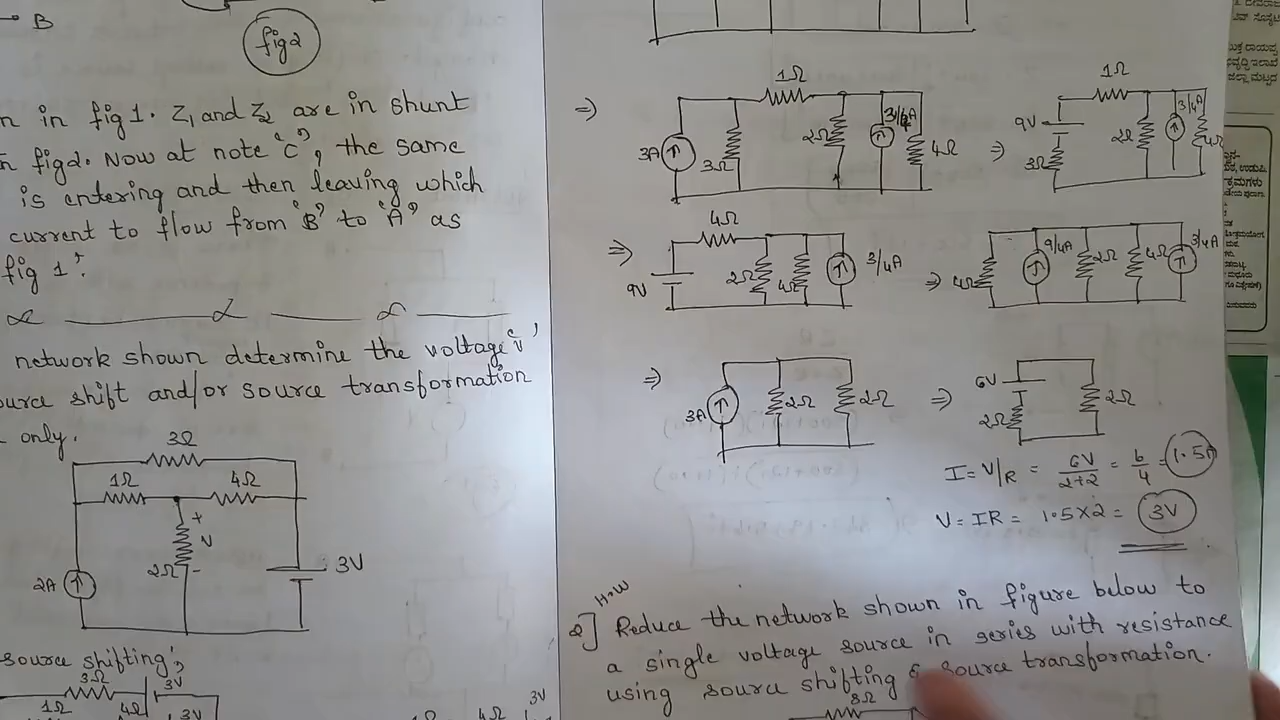 B
fig2
n in fig1. Z1 and Z2 are in shunt
n fig2. Now at note "C", the same
is entering and then leaving which
current to flow from "B" to "A" as
fig 1".
network shown determine the voltage "v"
ource shift and/or source transformation
only.
3Ω
1Ω 4Ω
+
V
2Ω -
2A
3V
source shifting;
3Ω 3V
1Ω 4Ω
1Ω 4Ω 3V
⇒ 3A 3Ω 1Ω 2Ω 3/4A 4Ω
⇒ 9V 3Ω 1Ω 2Ω 3/4A 4Ω
⇒ 9V 4Ω 2Ω 4Ω 3/4A
⇒ 4Ω 9/4A 2Ω 4Ω 3/4A
⇒ 3A 2Ω 2Ω
⇒ 6V 2Ω 2Ω
I = V/R = 6V/2+2 = 6/4 = 1.5A
V = IR = 1.5×2 = 3V
H.W
2] Reduce the network shown in figure below to
a single voltage source in series with resistance
using source shifting & source transformation.
8Ω